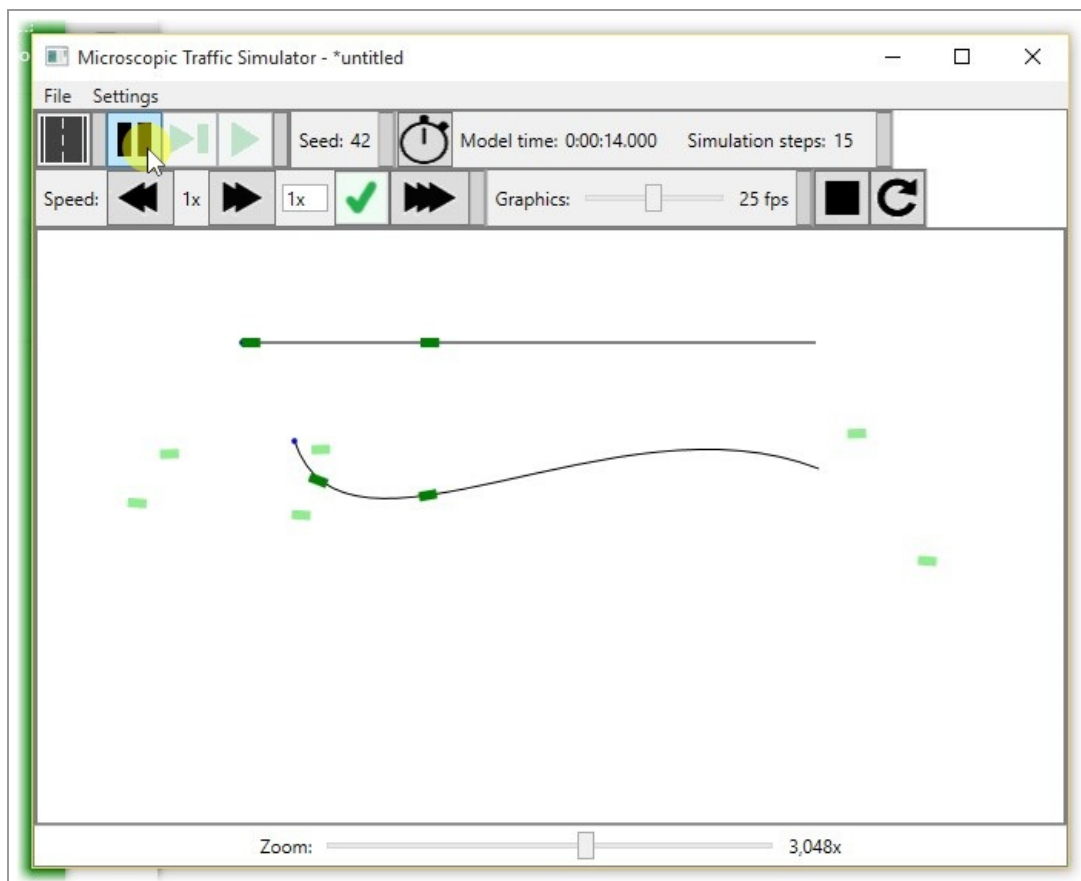 Microscopic Traffic Simulator - *untitled
File Settings
Seed: 42 Model time: 0:00:14.000 Simulation steps: 15
Speed: 1x 1x Graphics: 25 fps
Zoom: 3,048x